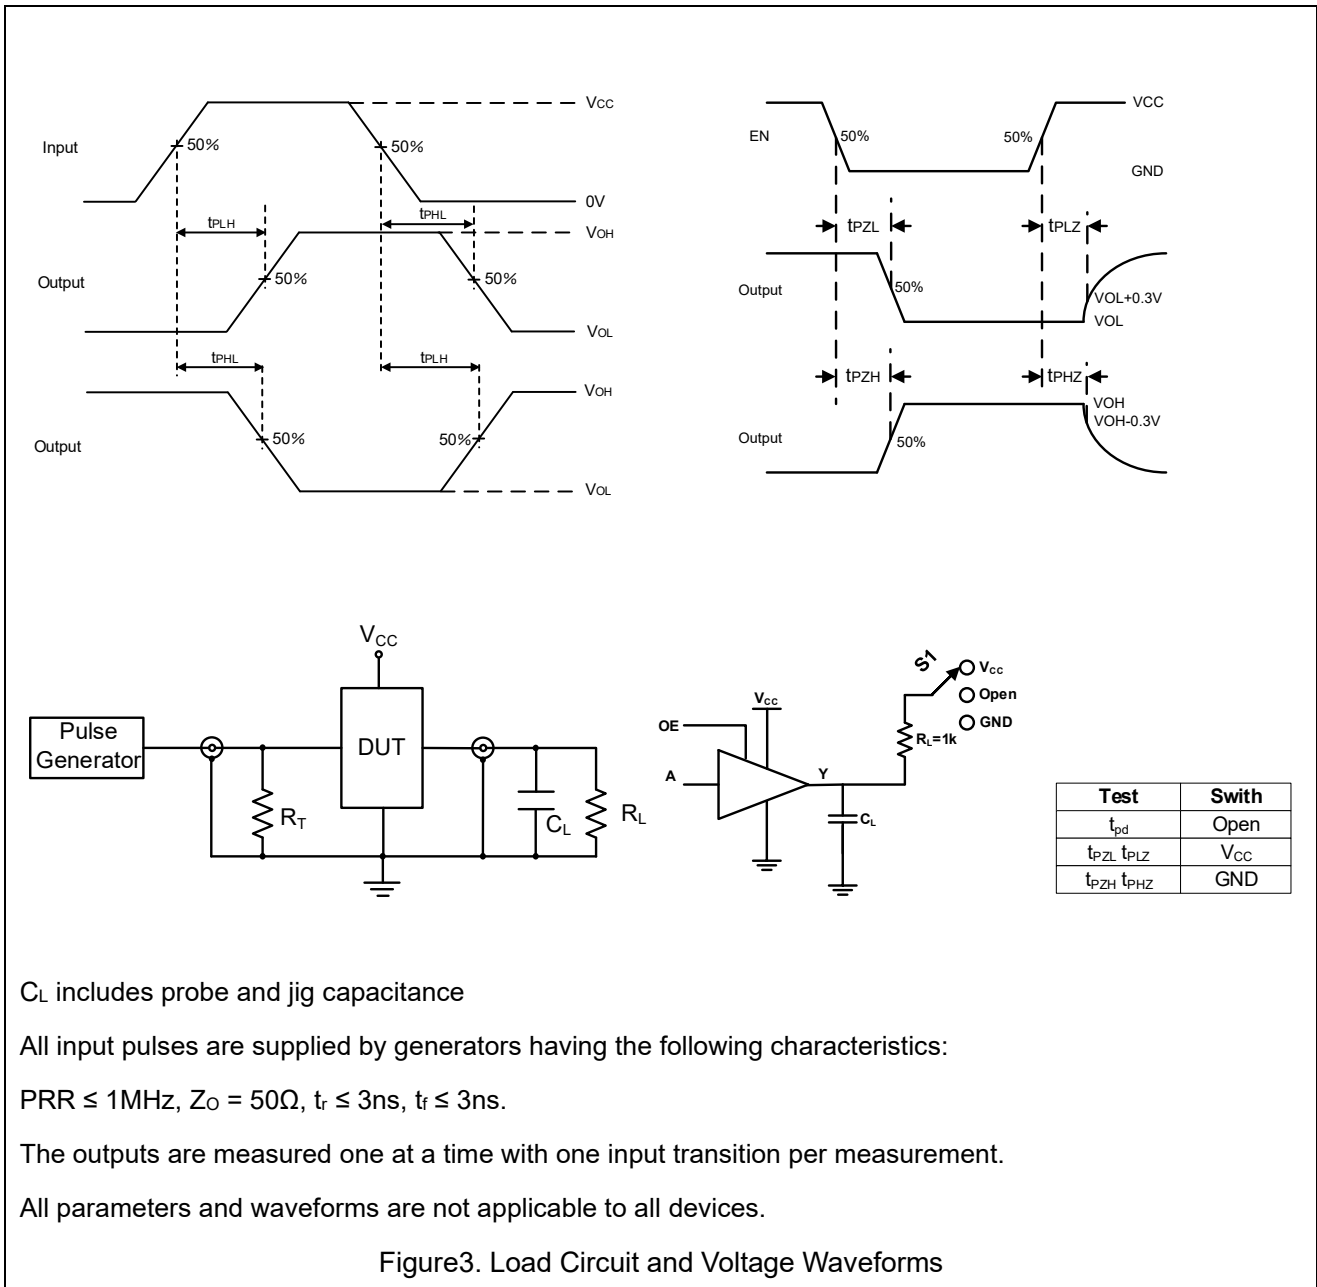 Input
50%
50%
VCC
0V
tPLH
tPHL
VOH
Output
50%
50%
VOL
tPHL
tPLH
VOH
Output
50%
50%
VOL
EN
50%
50%
VCC
GND
tPZL
tPLZ
Output
50%
VOL+0.3V
VOL
tPZH
tPHZ
VOH
VOH-0.3V
Output
50%
VCC
Pulse
Generator
DUT
RT
CL
RL
S1
Vcc
Open
GND
RL=1k
OE
Vcc
A
Y
CL
Test Swith
tpd Open
tPZL tPLZ VCC
tPZH tPHZ GND
CL includes probe and jig capacitance
All input pulses are supplied by generators having the following characteristics:
PRR ≤ 1MHz, ZO = 50Ω, tr ≤ 3ns, tf ≤ 3ns.
The outputs are measured one at a time with one input transition per measurement.
All parameters and waveforms are not applicable to all devices.
Figure3. Load Circuit and Voltage Waveforms